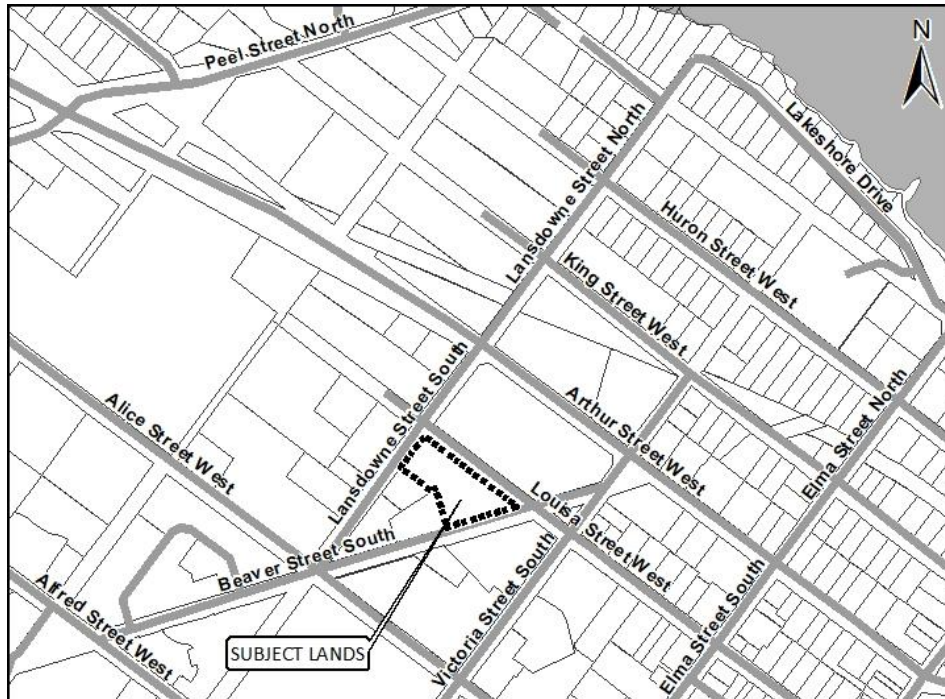 Peel Street North
N
Lakeshore Drive
Lansdowne Street North
Huron Street West
King Street West
Lansdowne Street South
Arthur Street West
Elma Street North
Alice Street West
Louisa Street West
Beaver Street South
Victoria Street South
Elma Street South
Alfred Street West
SUBJECT LANDS